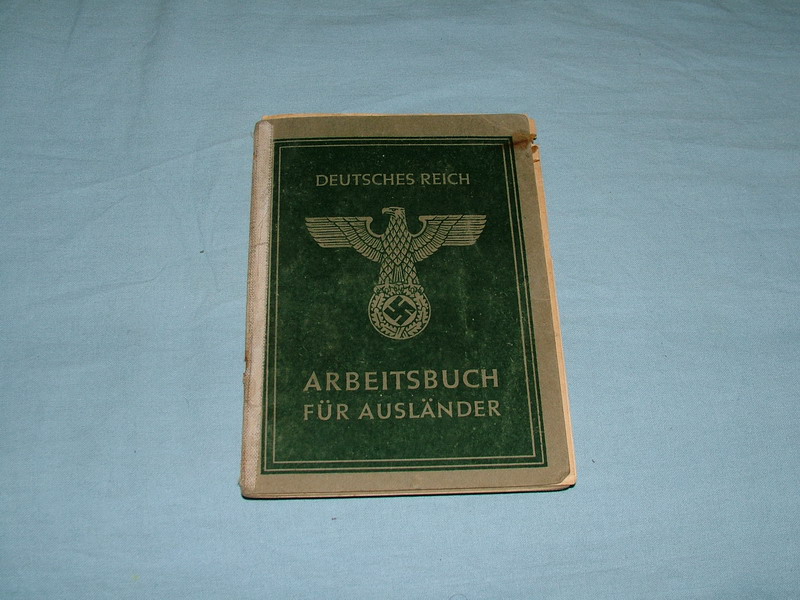 DEUTSCHES REICH
ARBEITSBUCH
FÜR AUSLÄNDER